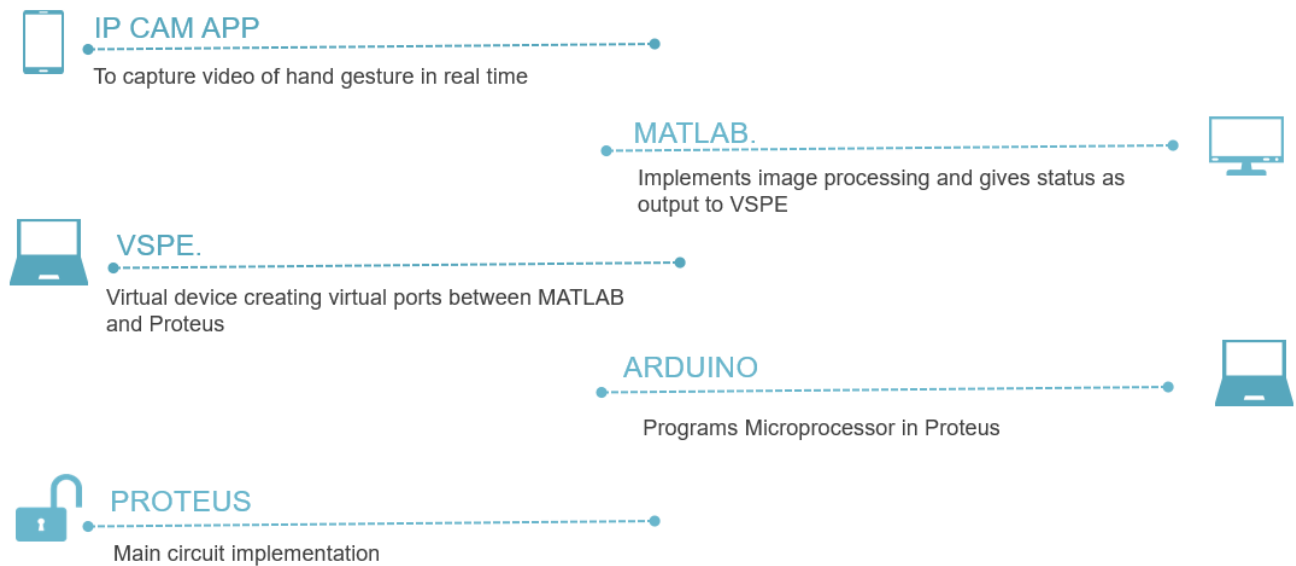 IP CAM APP
To capture video of hand gesture in real time
MATLAB.
Implements image processing and gives status as
output to VSPE
VSPE.
Virtual device creating virtual ports between MATLAB
and Proteus
ARDUINO
Programs Microprocessor in Proteus
PROTEUS
Main circuit implementation